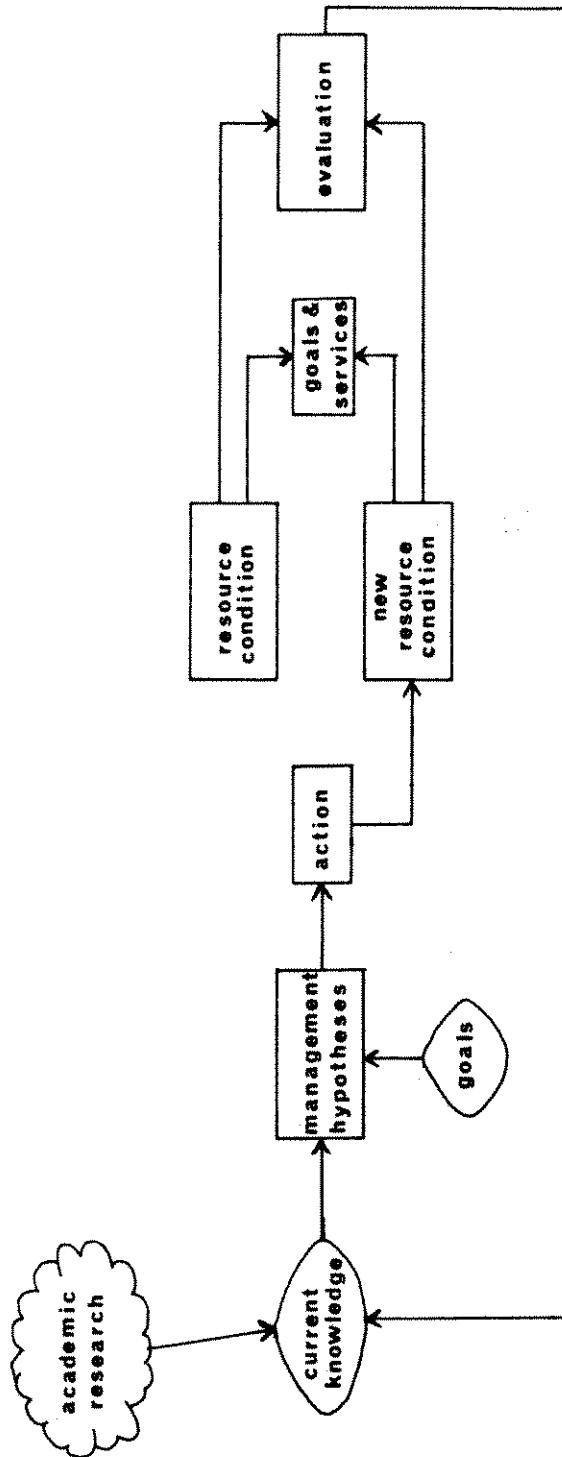 academic
research
current
knowledge
management
hypotheses
goals
action
resource
condition
new
resource
condition
goals &
services
evaluation